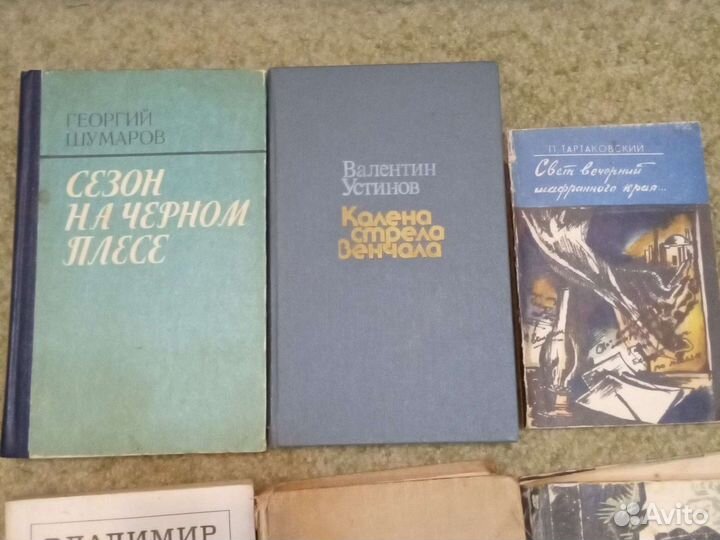 ГЕОРГИЙ
ШУМАРОВ
СЕЗОН
НА ЧЕРНОМ
ПЛЕСЕ
Валентин
Устинов
Калена
стрела
венчала
П. ТАРТАКОВСКИЙ
Свет вечерний
шафранного края...
ВЛАДИМИР
Avito